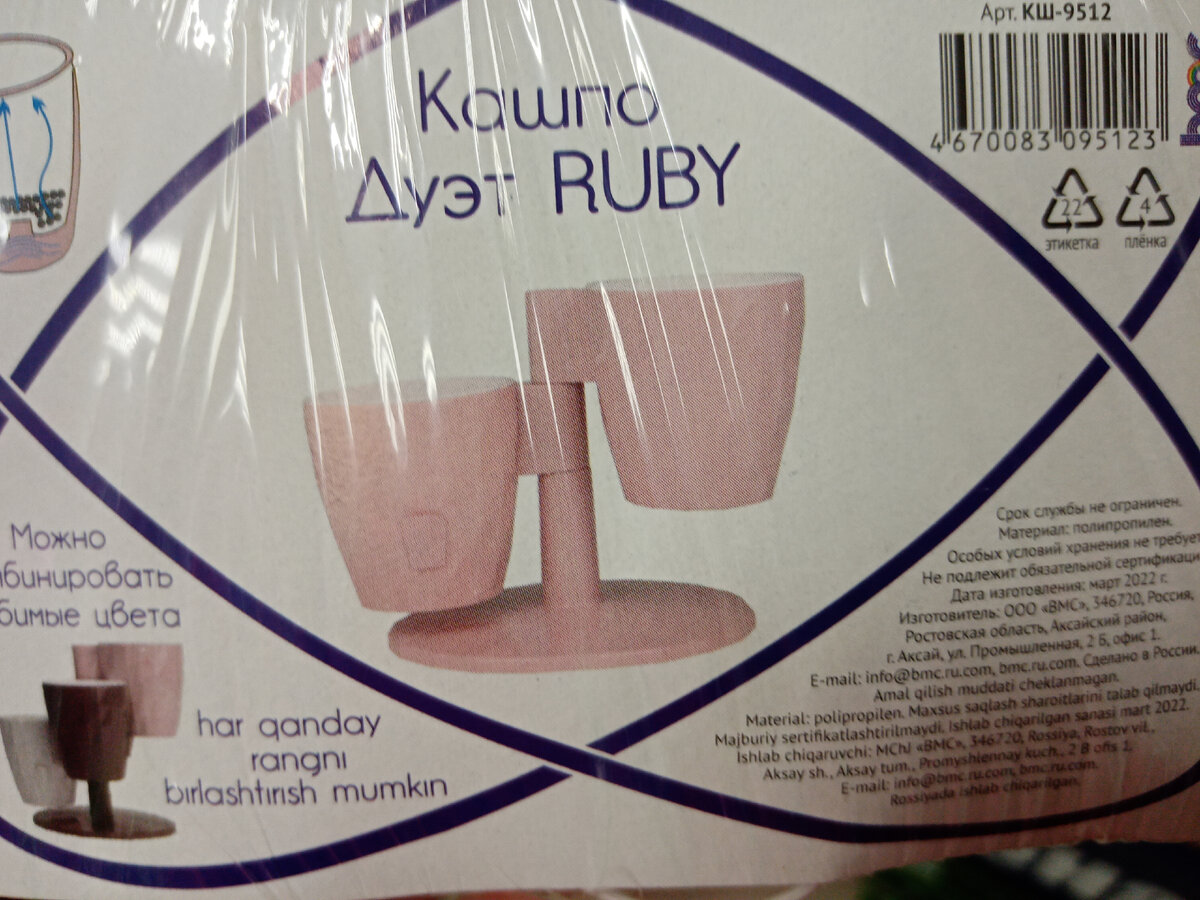 Арт. КШ-9512
4 670083 095123
22
этикетка
4
плёнка
Кашпо
Дуэт RUBY
Можно
бинировать
бимые цвета
har qanday
rangni
birlashtirish mumkin
Срок службы не ограничен.
Материал: полипропилен.
Особых условий хранения не требует
Не подлежит обязательной сертификаци
Дата изготовления: март 2022 г.
Изготовитель: ООО «ВМС», 346720, Россия,
Ростовская область, Аксайский район,
г. Аксай, ул. Промышленная, 2 Б, офис 1.
E-mail: info@bmc.ru.com, bmc.ru.com. Сделано в России.
Amal qilish muddati cheklanmagan.
Material: polipropilen. Maxsus saqlash sharoitlarini talab qilmaydi.
Majburiy sertifikatlashtirilmaydi. Ishlab chiqarilgan sanasi mart 2022.
Ishlab chiqaruvchi: MChJ «ВМС», 346720, Rossiya, Rostov vil.,
Aksay sh., Aksay tum., Promyshlennay kuch., 2 B ofis 1.
E-mail: info@bmc.ru.com, bmc.ru.com.
Rossiyada ishlab chiqarilgan.